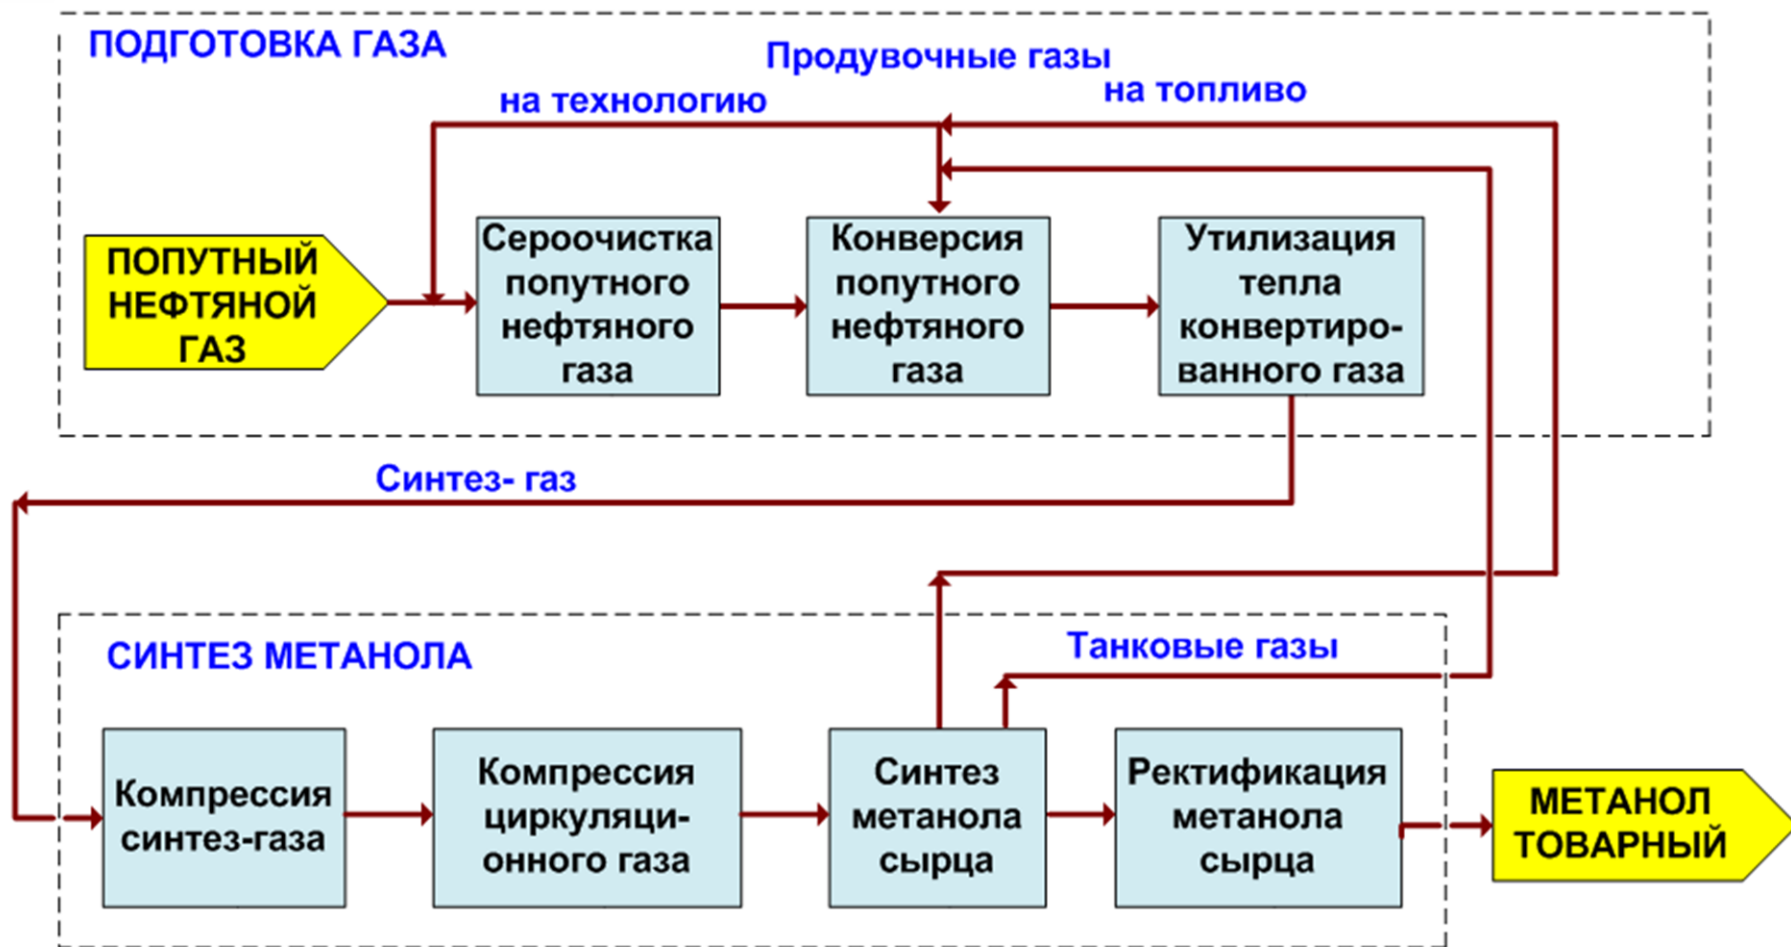 ПОДГОТОВКА ГАЗА
Продувочные газы
на технологию
на топливо
ПОПУТНЫЙ
НЕФТЯНОЙ
ГАЗ
Сероочистка
попутного
нефтяного
газа
Конверсия
попутного
нефтяного
газа
Утилизация
тепла
конвертиро-
ванного газа
Синтез- газ
СИНТЕЗ МЕТАНОЛА
Танковые газы
Компрессия
синтез-газа
Компрессия
циркуляци-
онного газа
Синтез
метанола
сырца
Ректификация
метанола
сырца
МЕТАНОЛ
ТОВАРНЫЙ